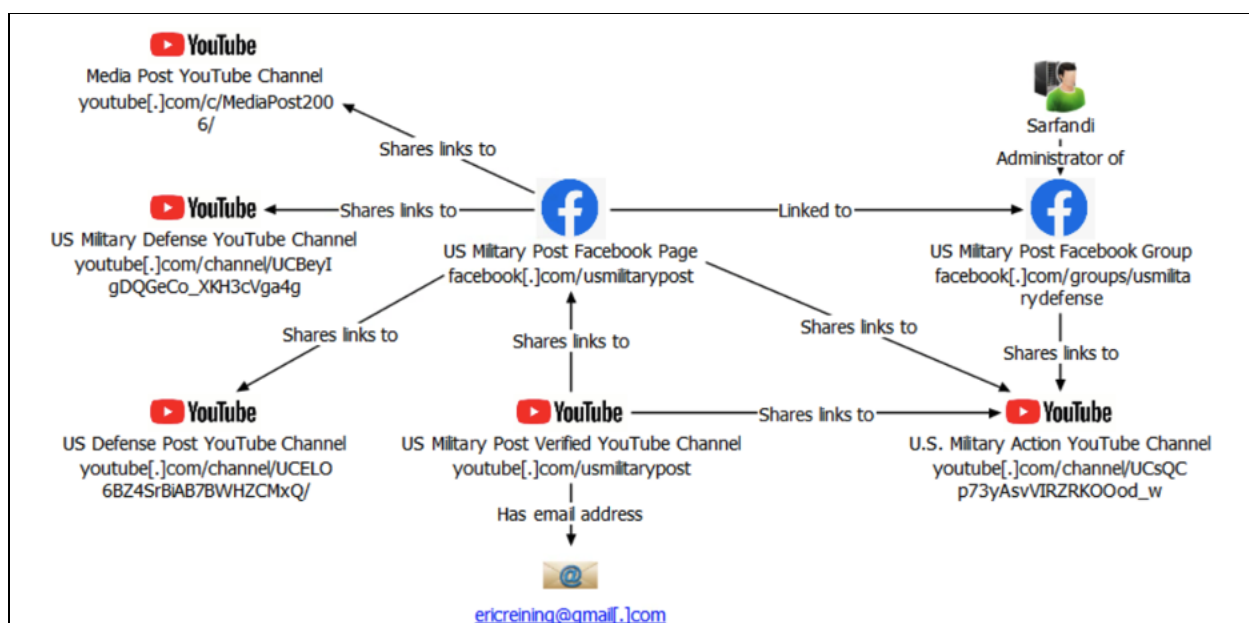 YouTube
Media Post YouTube Channel
youtube[.]com/c/MediaPost200
6/
Sarfandi
Administrator of
Shares links to
YouTube
Shares links to
Linked to
US Military Defense YouTube Channel
youtube[.]com/channel/UCBeyI
gDQGeCo_XKH3cVga4g
US Military Post Facebook Page
facebook[.]com/usmilitarypost
US Military Post Facebook Group
facebook[.]com/groups/usmilita
rydefense
Shares links to
Shares links to
Shares links to
Shares links to
YouTube
US Defense Post YouTube Channel
youtube[.]com/channel/UCELO
6BZ4SrBiAB7BWHZCMxQ/
YouTube
US Military Post Verified YouTube Channel
youtube[.]com/usmilitarypost
Shares links to
YouTube
U.S. Military Action YouTube Channel
youtube[.]com/channel/UCsQC
p73yAsvVIRZRKOOod_w
Has email address
@
ericreining@gmail[.]com